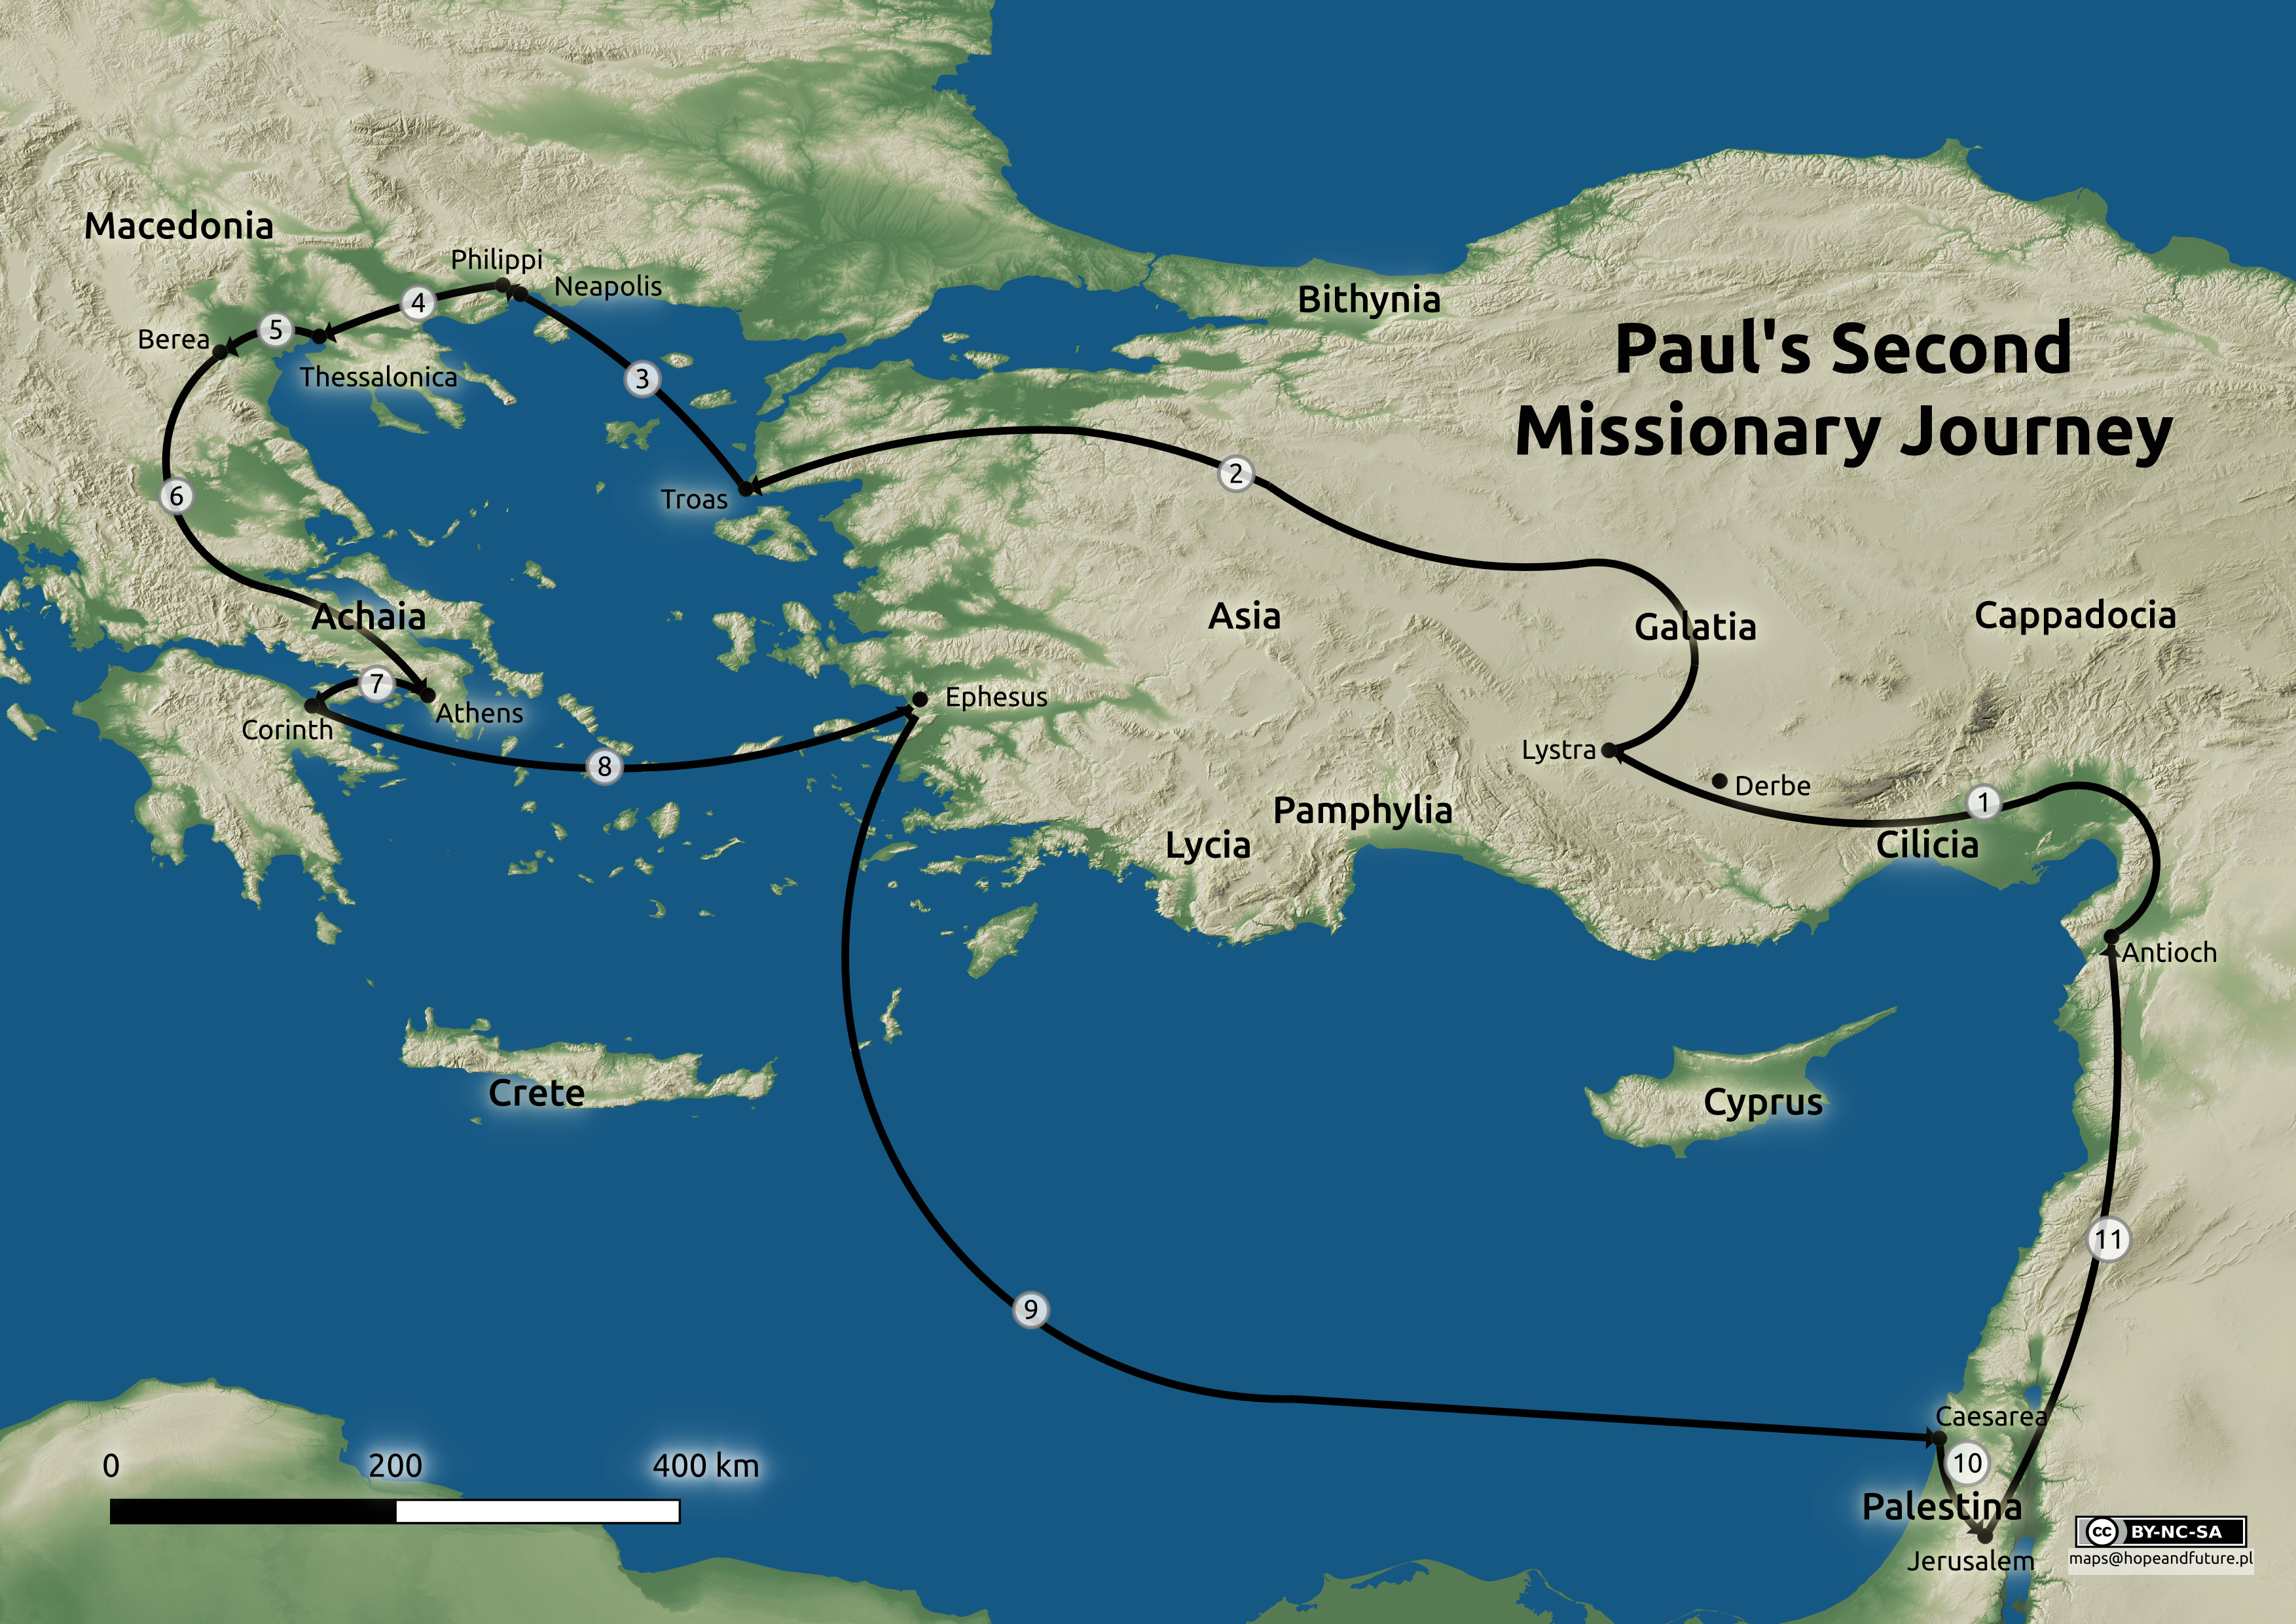 Paul's Second
Missionary Journey
Macedonia
Philippi
Neapolis
Bithynia
4
5
Berea
Thessalonica
3
2
6
Troas
Achaia
Asia
Galatia
Cappadocia
7
Athens
Corinth
Ephesus
8
Lystra
Derbe
1
Pamphylia
Lycia
Cilicia
Antioch
Crete
Cyprus
11
9
Caesarea
10
Palestina
Jerusalem
0 200 400 km
cc BY-NC-SA
maps@hopeandfuture.pl